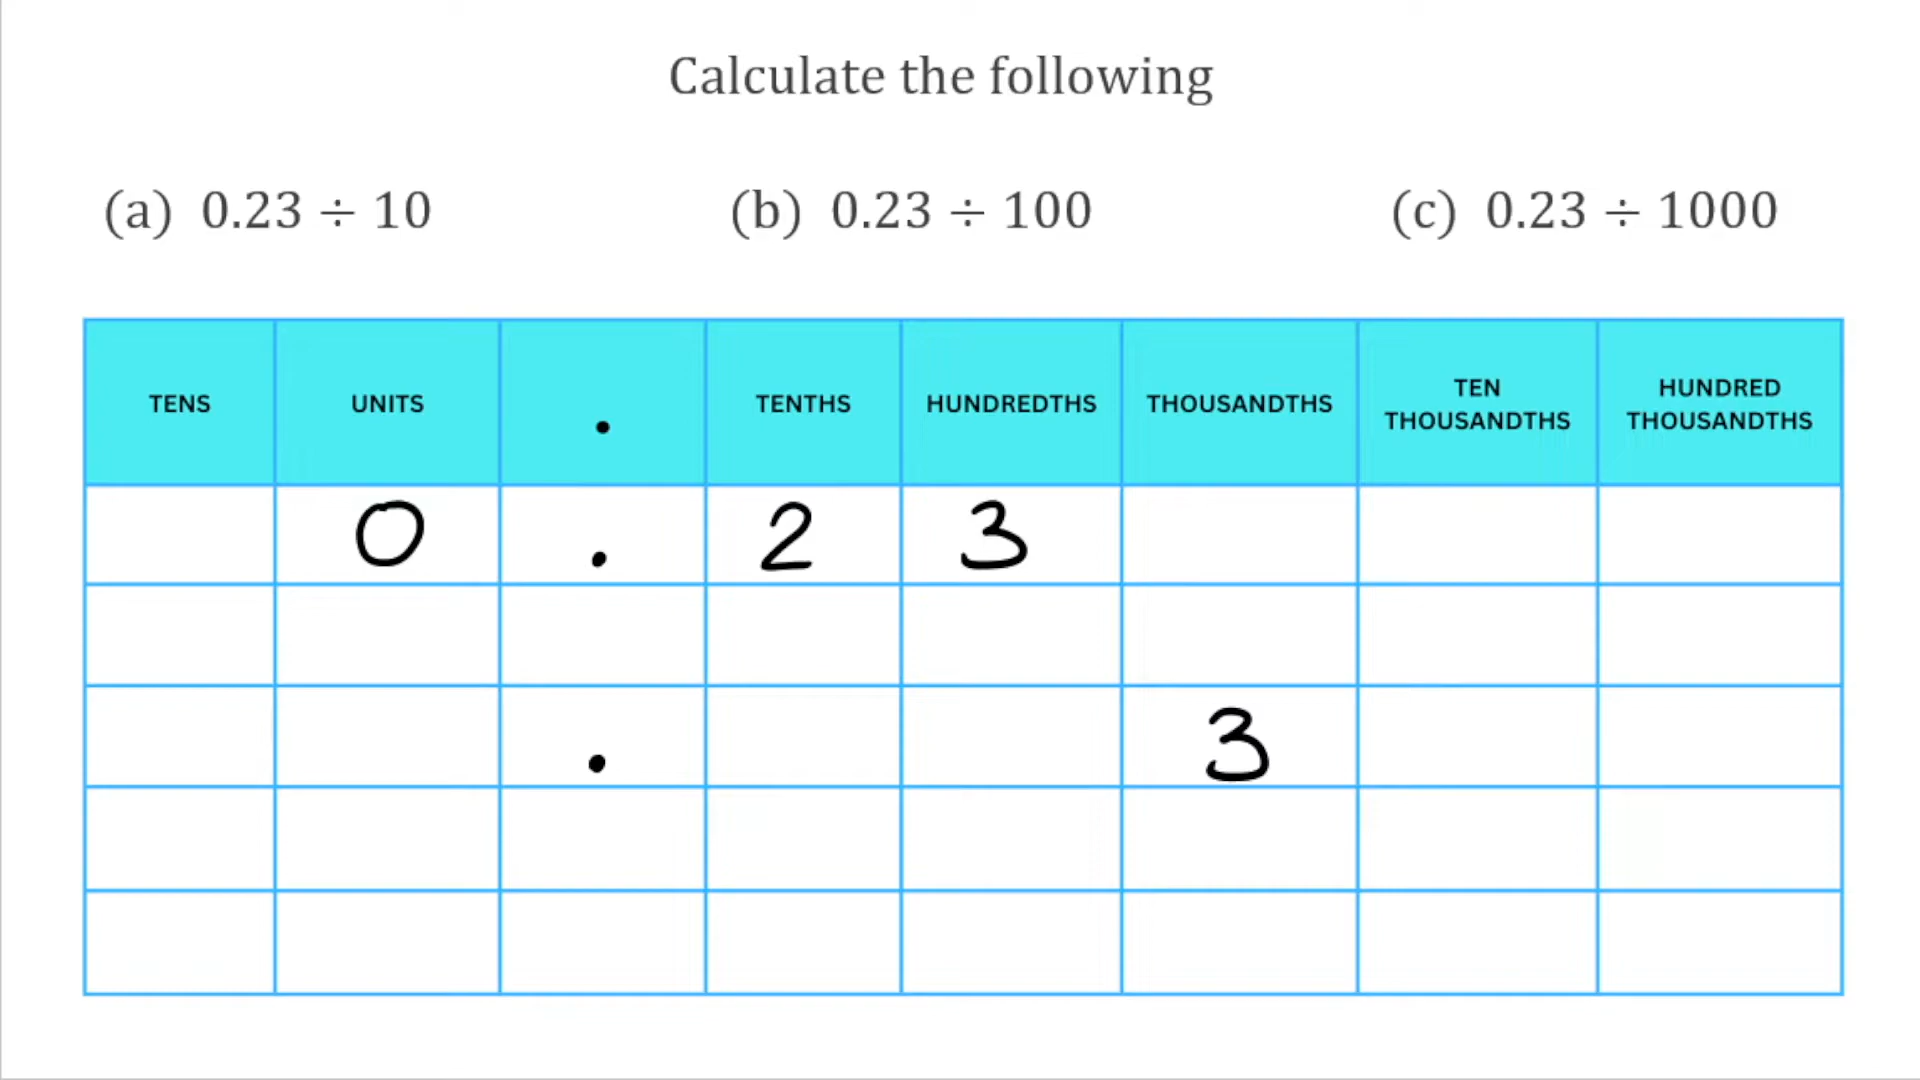 Calculate the following
(a) 0.23 ÷ 10 (b) 0.23 ÷ 100 (c) 0.23 ÷ 1000
TENS UNITS . TENTHS HUNDREDTHS THOUSANDTHS TEN THOUSANDTHS HUNDRED THOUSANDTHS
0 . 2 3
. 3